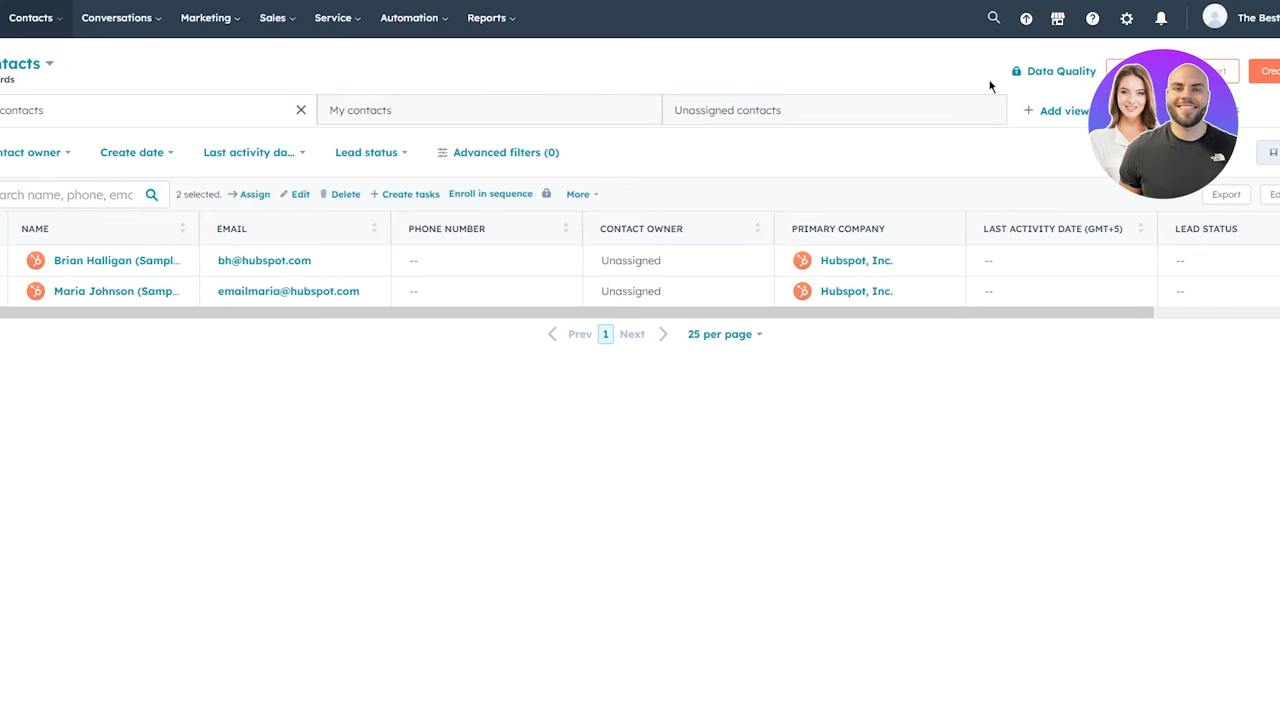 Contacts Conversations Marketing Sales Service Automation Reports The Best
ntacts
rds
Data Quality rt Crea
contacts My contacts Unassigned contacts + Add view
ntact owner Create date Last activity da... Lead status Advanced filters (0)
arch name, phone, emc 2 selected. Assign Edit Delete + Create tasks Enroll in sequence More Export Ed
NAME EMAIL PHONE NUMBER CONTACT OWNER PRIMARY COMPANY LAST ACTIVITY DATE (GMT+5) LEAD STATUS
Brian Halligan (Sampl... bh@hubspot.com -- Unassigned Hubspot, Inc. -- --
Maria Johnson (Samp... emailmaria@hubspot.com -- Unassigned Hubspot, Inc. -- --
Prev 1 Next 25 per page